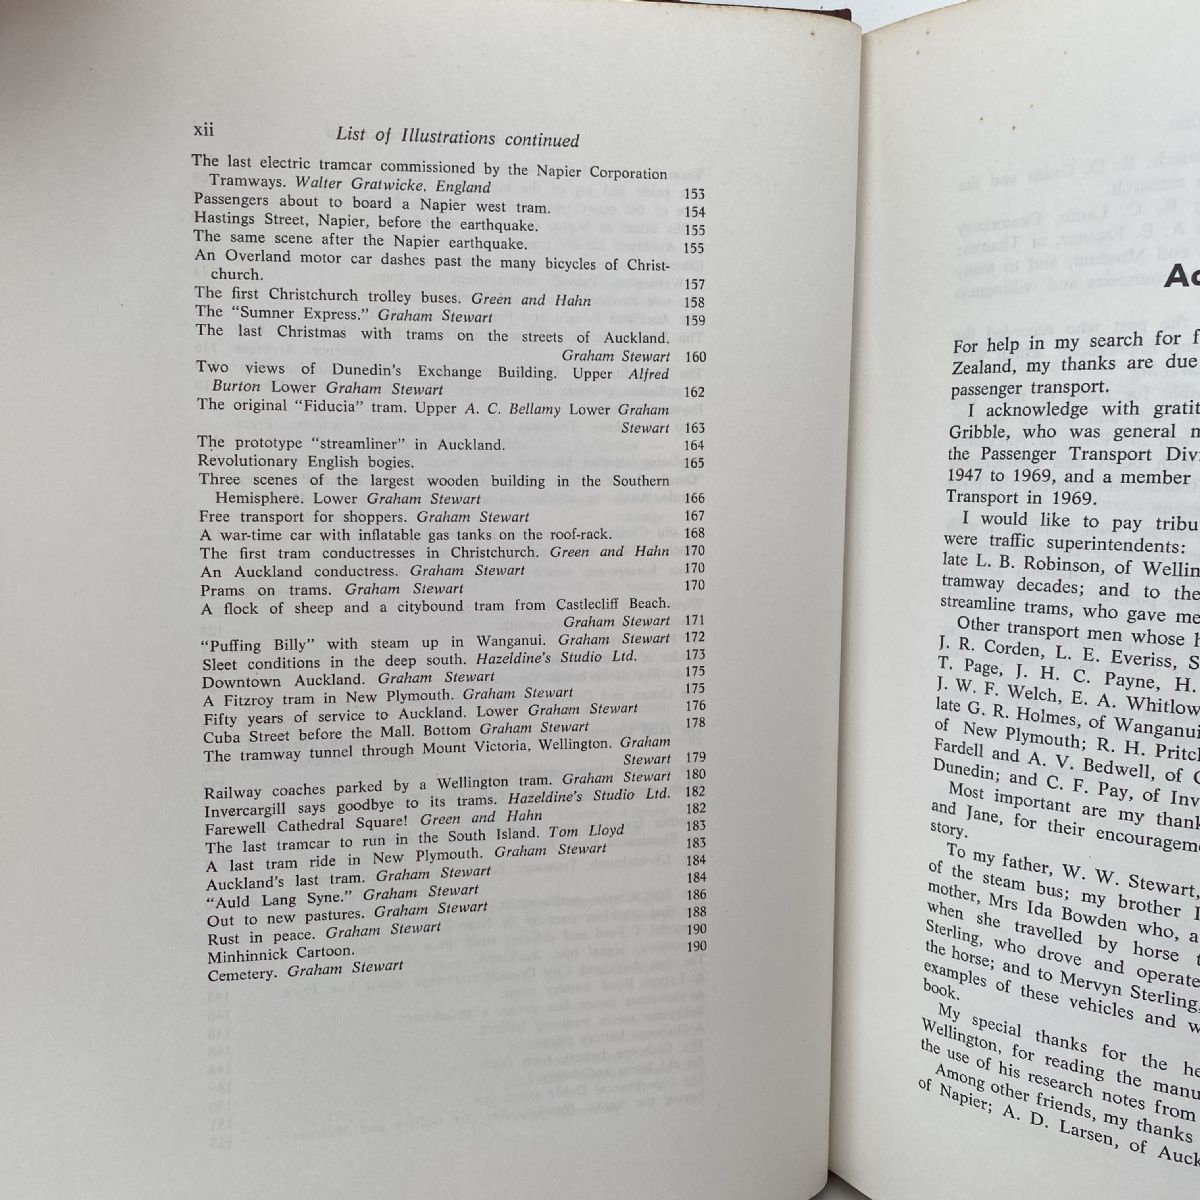 xii
List of Illustrations continued
The last electric tramcar commissioned by the Napier Corporation
Tramways. Walter Gratwicke, England 153
Passengers about to board a Napier west tram. 154
Hastings Street, Napier, before the earthquake. 155
The same scene after the Napier earthquake. 155
An Overland motor car dashes past the many bicycles of Christ-
church. 157
The first Christchurch trolley buses. Green and Hahn 158
The "Sumner Express." Graham Stewart 159
The last Christmas with trams on the streets of Auckland.
Graham Stewart 160
Two views of Dunedin's Exchange Building. Upper Alfred
Burton Lower Graham Stewart 162
The original "Fiducia" tram. Upper A. C. Bellamy Lower Graham
Stewart 163
The prototype "streamliner" in Auckland. 164
Revolutionary English bogies. 165
Three scenes of the largest wooden building in the Southern
Hemisphere. Lower Graham Stewart 166
Free transport for shoppers. Graham Stewart 167
A war-time car with inflatable gas tanks on the roof-rack. 168
The first tram conductresses in Christchurch. Green and Hahn 170
An Auckland conductress. Graham Stewart 170
Prams on trams. Graham Stewart 170
A flock of sheep and a citybound tram from Castlecliff Beach.
Graham Stewart 171
"Puffing Billy" with steam up in Wanganui. Graham Stewart 172
Sleet conditions in the deep south. Hazeldine's Studio Ltd. 173
Downtown Auckland. Graham Stewart 175
A Fitzroy tram in New Plymouth. Graham Stewart 175
Fifty years of service to Auckland. Lower Graham Stewart 176
Cuba Street before the Mall. Bottom Graham Stewart 178
The tramway tunnel through Mount Victoria, Wellington. Graham
Stewart 179
Railway coaches parked by a Wellington tram. Graham Stewart 180
Invercargill says goodbye to its trams. Hazeldine's Studio Ltd. 182
Farewell Cathedral Square! Green and Hahn 182
The last tramcar to run in the South Island. Tom Lloyd 183
A last tram ride in New Plymouth. Graham Stewart 183
Auckland's last tram. Graham Stewart 184
"Auld Lang Syne." Graham Stewart 184
Out to new pastures. Graham Stewart 186
Rust in peace. Graham Stewart 188
Minhinnick Cartoon. 190
Cemetery. Graham Stewart 190
Ac
For help in my search for f
Zealand, my thanks are due
passenger transport.
I acknowledge with gratit
Gribble, who was general m
the Passenger Transport Divi
1947 to 1969, and a member
Transport in 1969.
I would like to pay tribu
were traffic superintendents:
late L. B. Robinson, of Wellin
tramway decades; and to the
streamline trams, who gave me
Other transport men whose h
J. R. Corden, L. E. Everiss, S
T. Page, J. H. C. Payne, H.
J. W. F. Welch, E. A. Whitlow
late G. R. Holmes, of Wanganui
of New Plymouth; R. H. Pritc
Fardell and A. V. Bedwell, of C
Dunedin; and C. F. Pay, of Inv
Most important are my thank
and Jane, for their encourageme
story.
To my father, W. W. Stewart,
of the steam bus; my brother I
mother, Mrs Ida Bowden who, a
when she travelled by horse t
Sterling, who drove and operate
the horse; and to Mervyn Sterling,
examples of these vehicles and w
book.
My special thanks for the he
Wellington, for reading the manu
the use of his research notes from
Among other friends, my thanks
of Napier; A. D. Larsen, of Auck